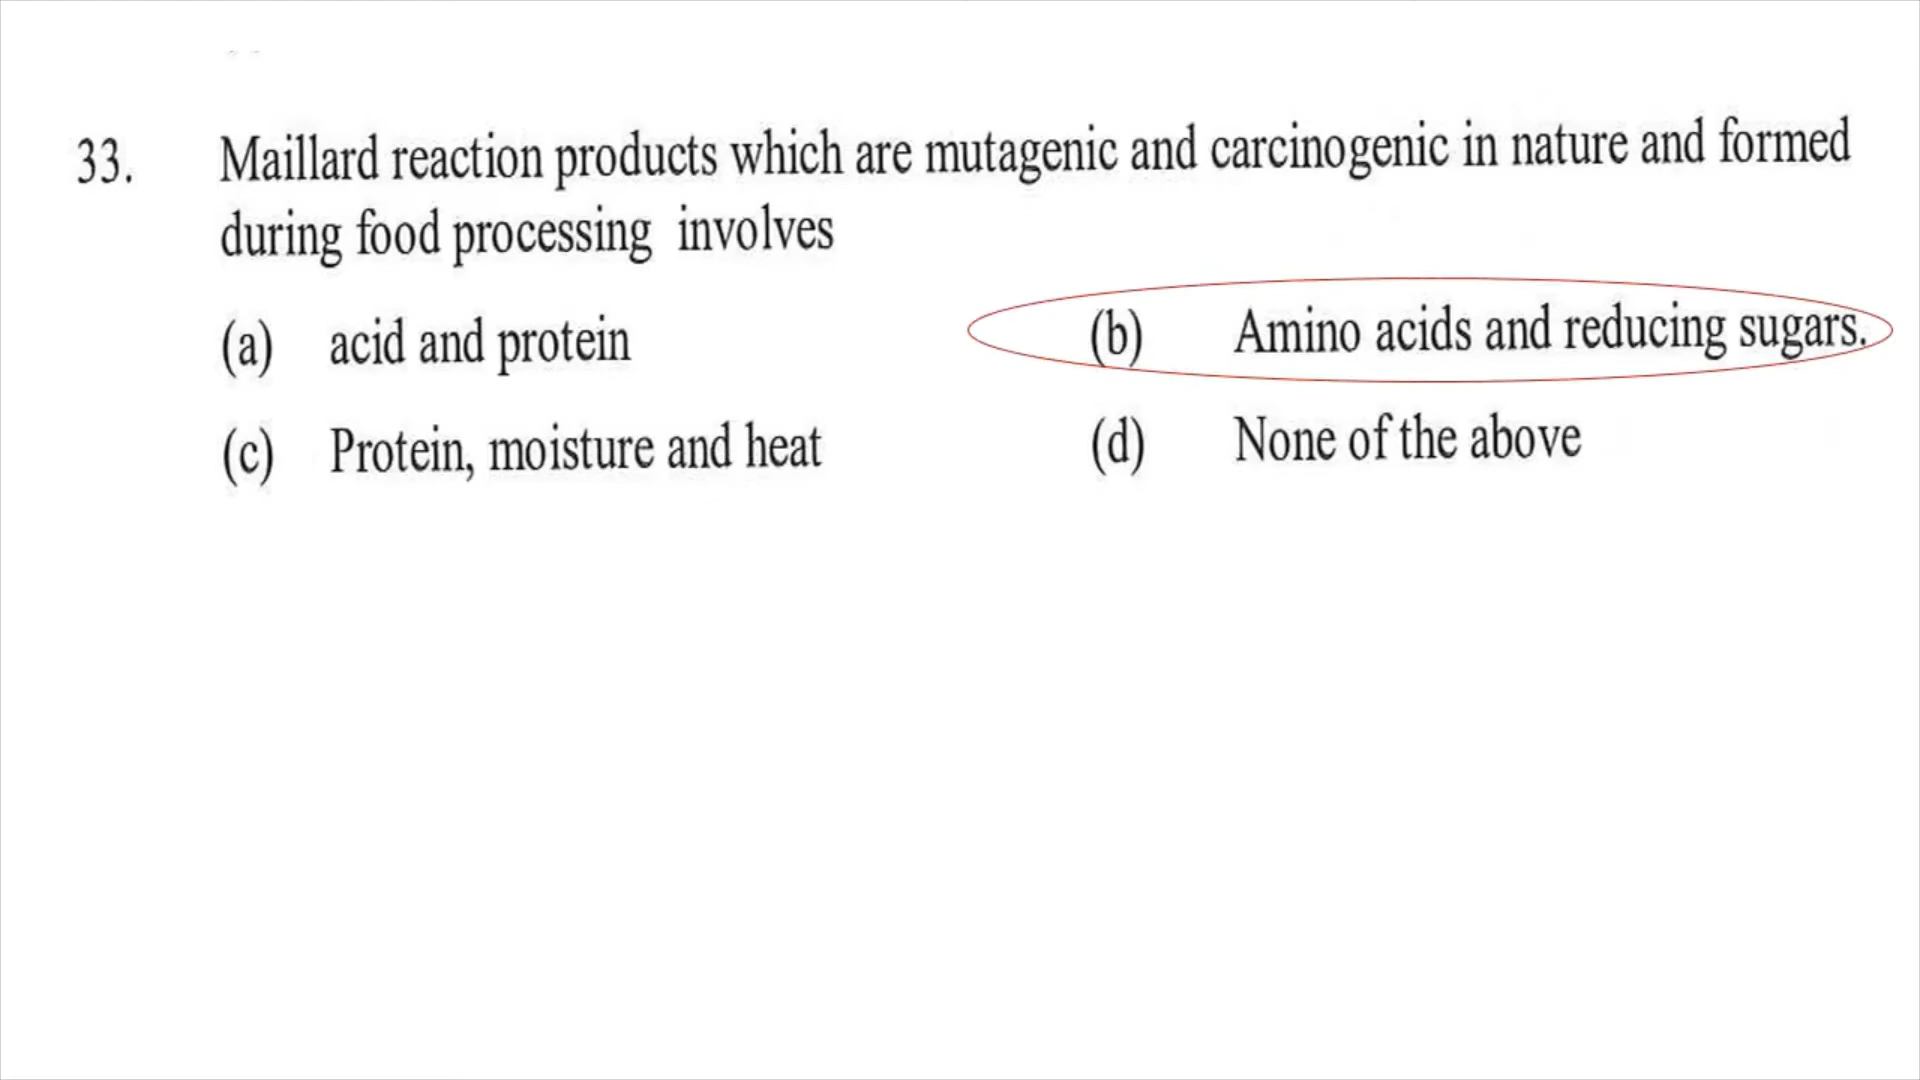 33. Maillard reaction products which are mutagenic and carcinogenic in nature and formed
during food processing involves
(a) acid and protein (b) Amino acids and reducing sugars.
(c) Protein, moisture and heat (d) None of the above